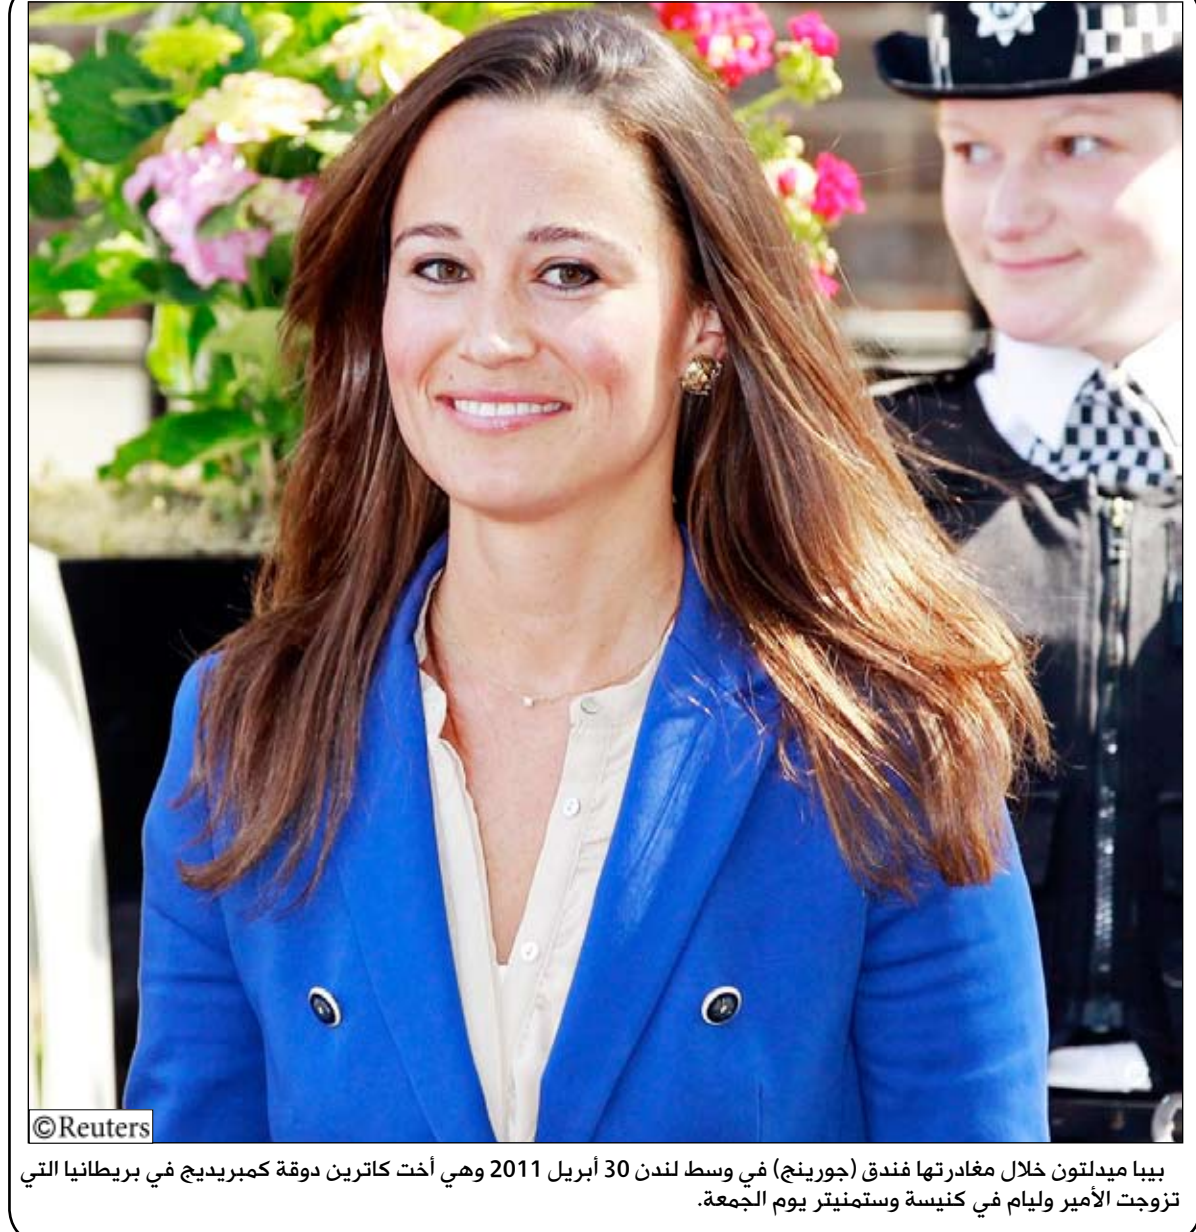 ©Reuters
بيبا ميدلتون خلال مغادرتها فندق (جورينج) في وسط لندن 30 أبريل 2011 وهي أخت كاترين دوقة كمبريديج في بريطانيا التي
تزوجت الأمير وليام في كنيسة وستمنيتر يوم الجمعة.